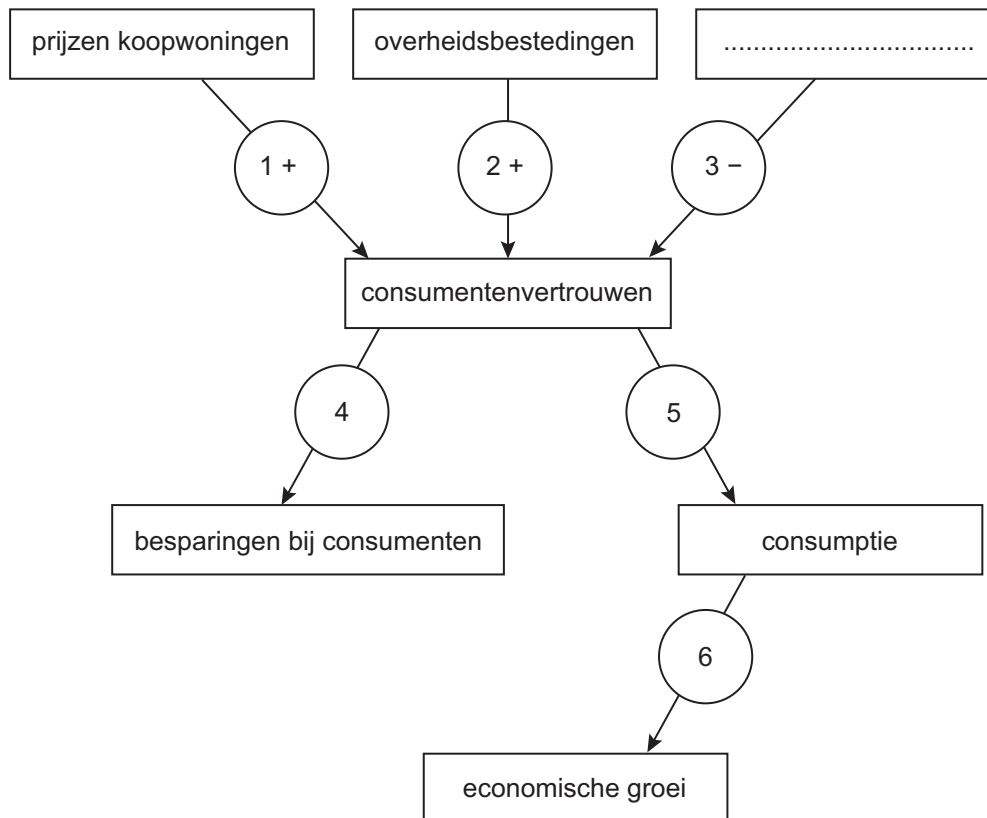 prijzen koopwoningen
overheidsbestedingen
.................................
1 +
2 +
3 −
consumentenvertrouwen
4
5
besparingen bij consumenten
consumptie
6
economische groei